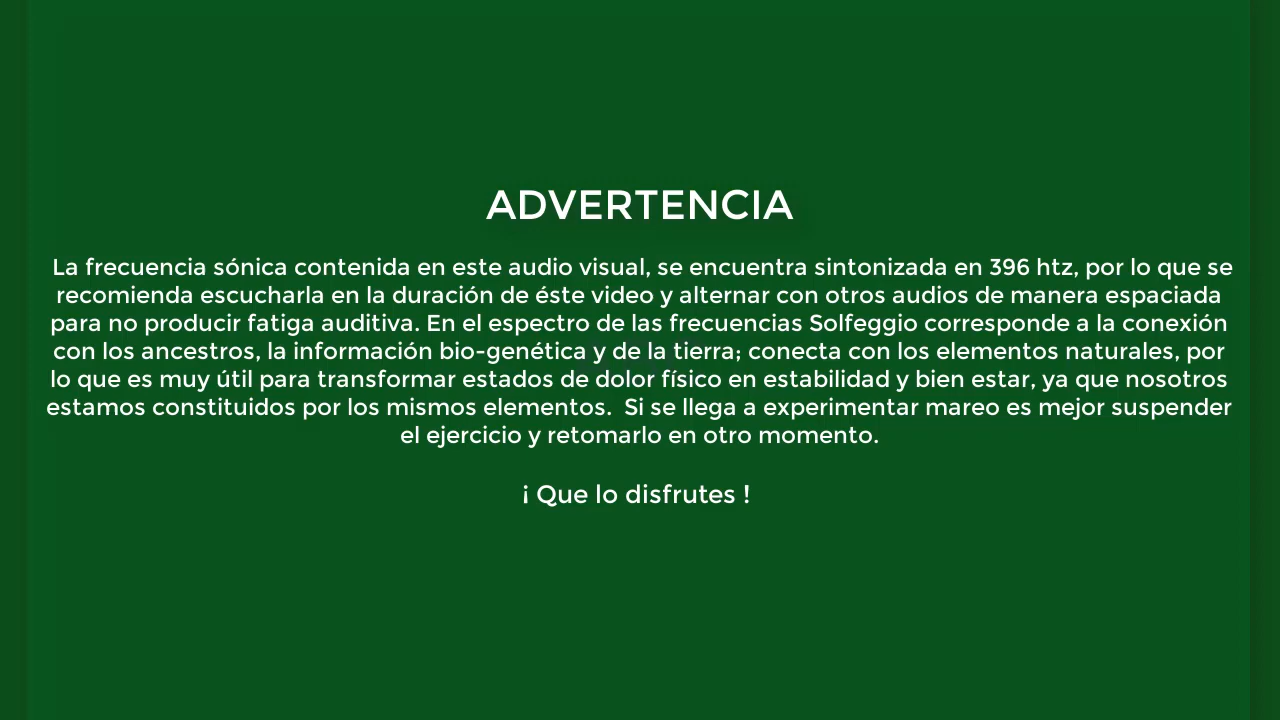 ADVERTENCIA
La frecuencia sónica contenida en este audio visual, se encuentra sintonizada en 396 htz, por lo que se
recomienda escucharla en la duración de éste video y alternar con otros audios de manera espaciada
para no producir fatiga auditiva. En el espectro de las frecuencias Solfeggio corresponde a la conexión
con los ancestros, la información bio-genética y de la tierra; conecta con los elementos naturales, por
lo que es muy útil para transformar estados de dolor físico en estabilidad y bien estar, ya que nosotros
estamos constituidos por los mismos elementos.  Si se llega a experimentar mareo es mejor suspender
el ejercicio y retomarlo en otro momento.
¡ Que lo disfrutes !